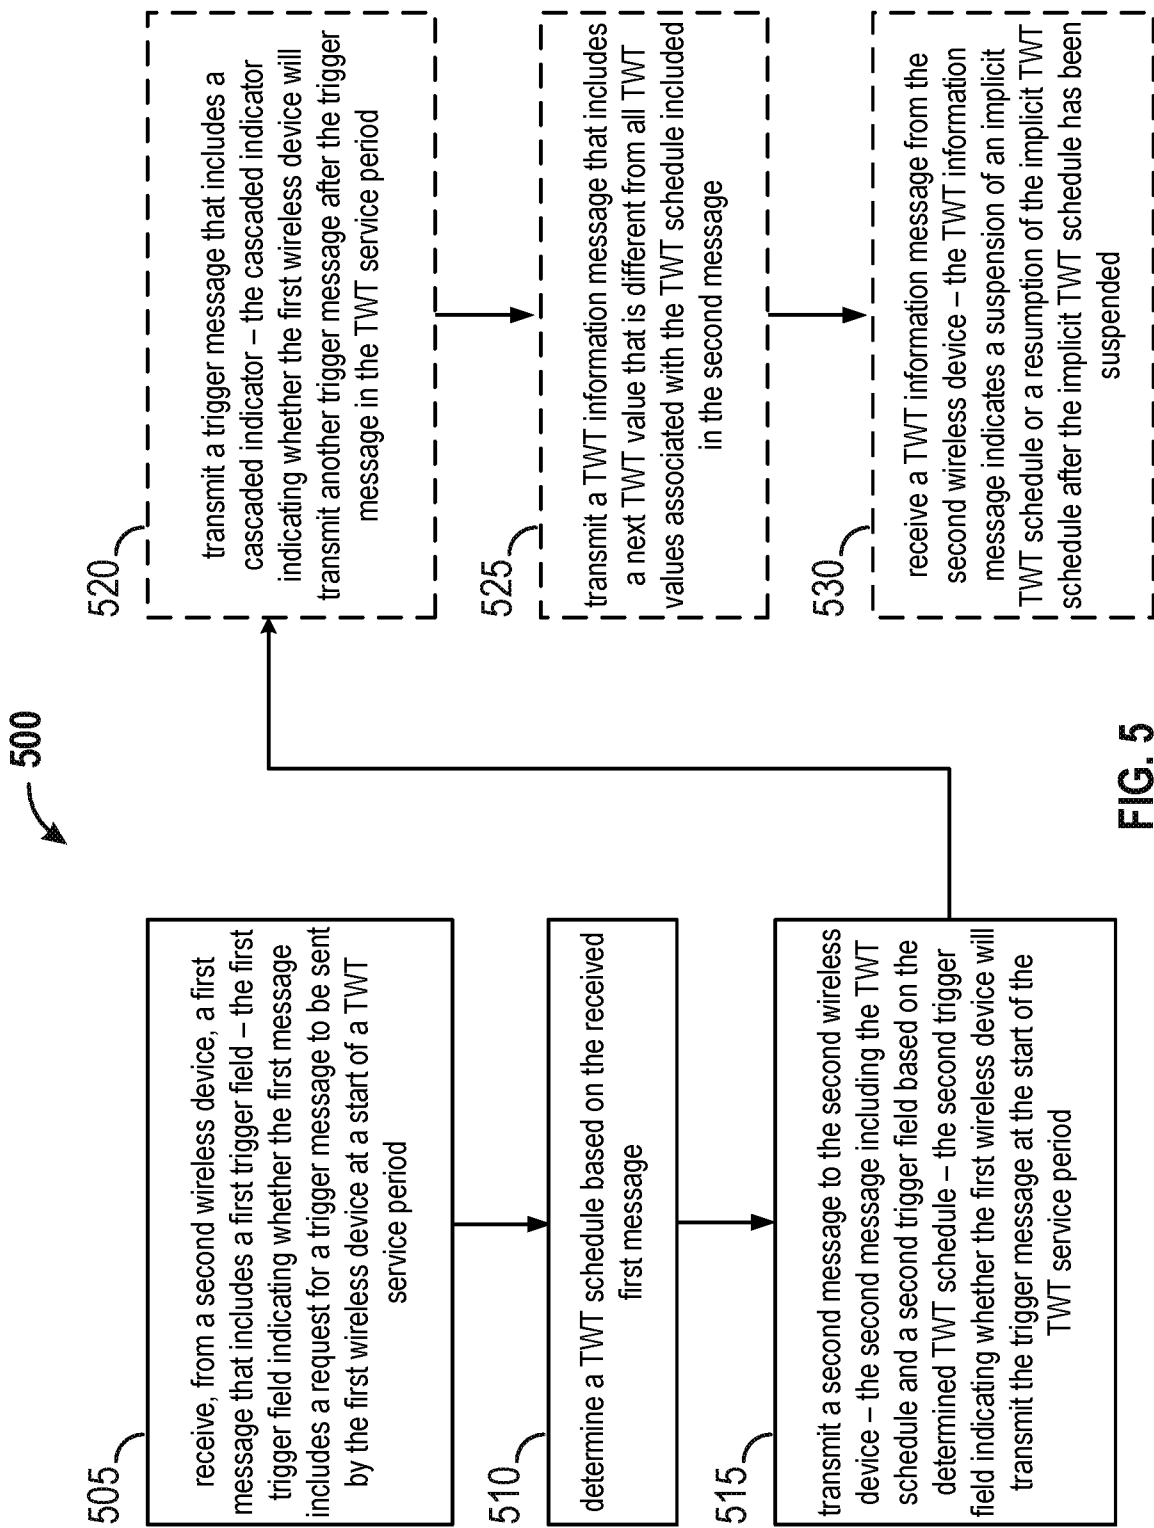 500
505
receive, from a second wireless device, a first
message that includes a first trigger field – the first
trigger field indicating whether the first message
includes a request for a trigger message to be sent
by the first wireless device at a start of a TWT
service period
510
determine a TWT schedule based on the received
first message
515
transmit a second message to the second wireless
device – the second message including the TWT
schedule and a second trigger field based on the
determined TWT schedule – the second trigger
field indicating whether the first wireless device will
transmit the trigger message at the start of the
TWT service period
520
transmit a trigger message that includes a
cascaded indicator – the cascaded indicator
indicating whether the first wireless device will
transmit another trigger message after the trigger
message in the TWT service period
525
transmit a TWT information message that includes
a next TWT value that is different from all TWT
values associated with the TWT schedule included
in the second message
530
receive a TWT information message from the
second wireless device – the TWT information
message indicates a suspension of an implicit
TWT schedule or a resumption of the implicit TWT
schedule after the implicit TWT schedule has been
suspended
FIG. 5